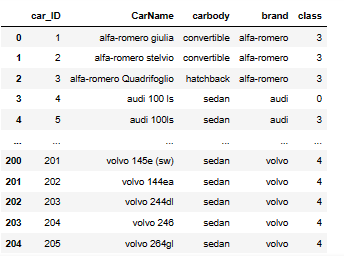 car_ID CarName carbody brand class
0 1 alfa-romero giulia convertible alfa-romero 3
1 2 alfa-romero stelvio convertible alfa-romero 3
2 3 alfa-romero Quadrifoglio hatchback alfa-romero 3
3 4 audi 100 ls sedan audi 0
4 5 audi 100ls sedan audi 3
... ... ... ... ... ...
200 201 volvo 145e (sw) sedan volvo 4
201 202 volvo 144ea sedan volvo 4
202 203 volvo 244dl sedan volvo 4
203 204 volvo 246 sedan volvo 4
204 205 volvo 264gl sedan volvo 4